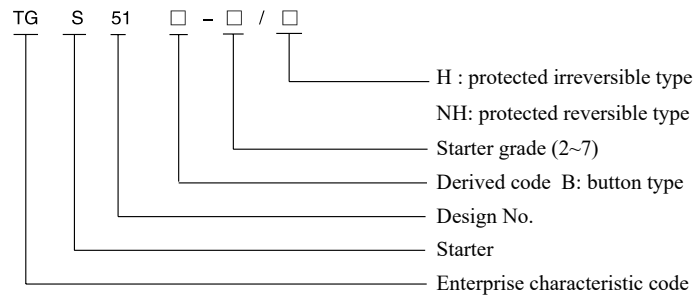 TG S 51 □ - □ / □
H : protected irreversible type
NH: protected reversible type
Starter grade (2~7)
Derived code B: button type
Design No.
Starter
Enterprise characteristic code